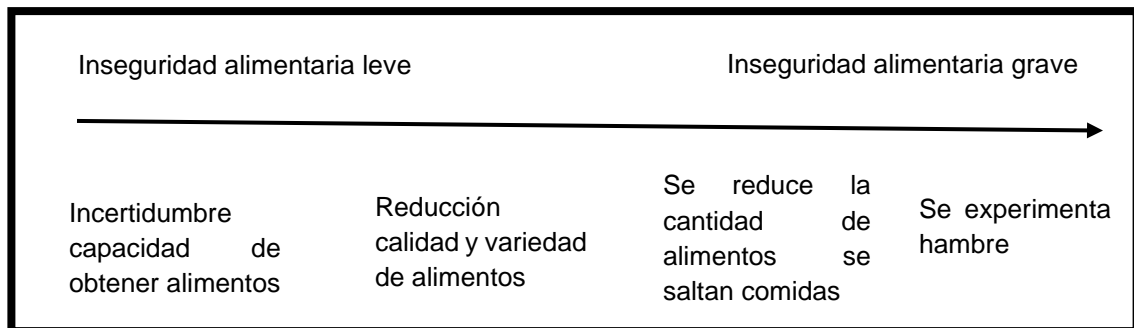 Inseguridad alimentaria leve
Inseguridad alimentaria grave
Incertidumbre
capacidad de
obtener alimentos
Reducción
calidad y variedad
de alimentos
Se reduce la
cantidad de
alimentos se
saltan comidas
Se experimenta
hambre